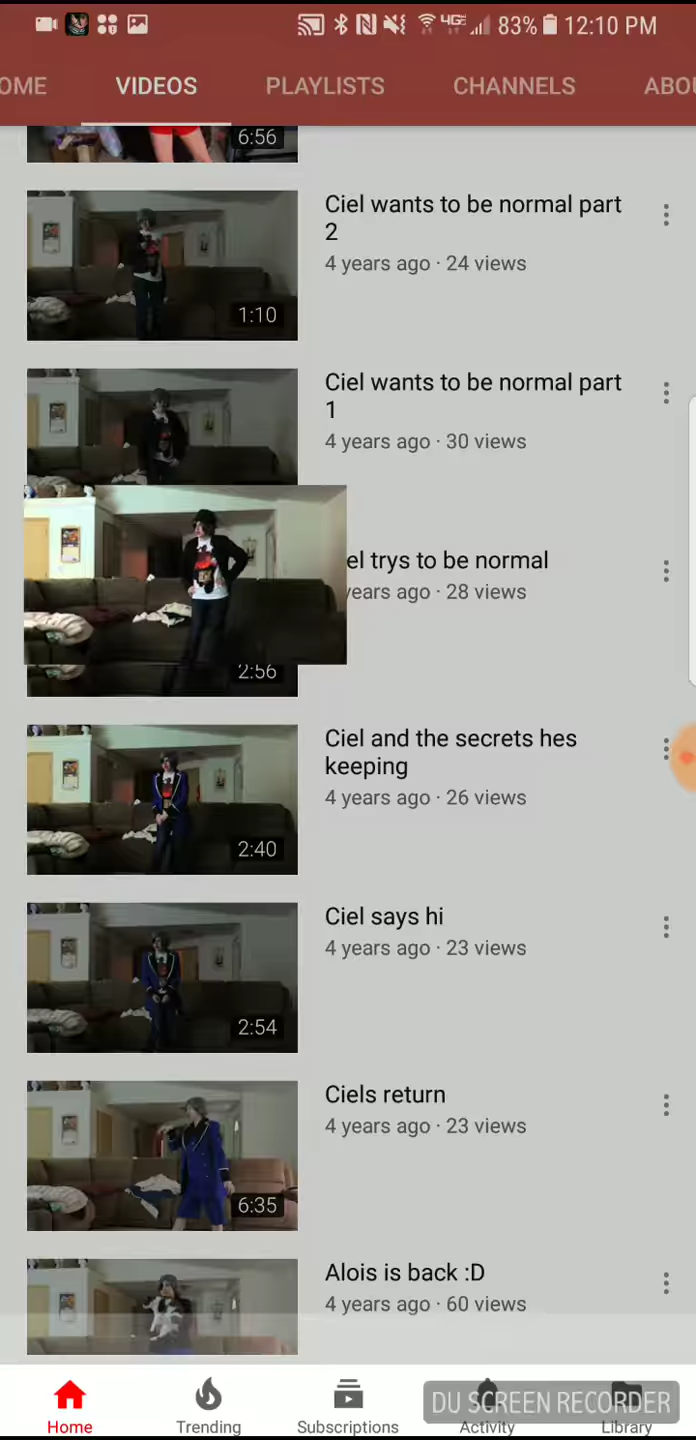 4GE 83% 12:10 PM
OME VIDEOS PLAYLISTS CHANNELS ABOU
6:56
Ciel wants to be normal part
2
4 years ago · 24 views
1:10
Ciel wants to be normal part
1
4 years ago · 30 views
el trys to be normal
years ago · 28 views
2:56
Ciel and the secrets hes
keeping
4 years ago · 26 views
2:40
Ciel says hi
4 years ago · 23 views
2:54
Ciels return
4 years ago · 23 views
6:35
Alois is back :D
4 years ago · 60 views
DU SCREEN RECORDER
Home Trending Subscriptions Activity Library